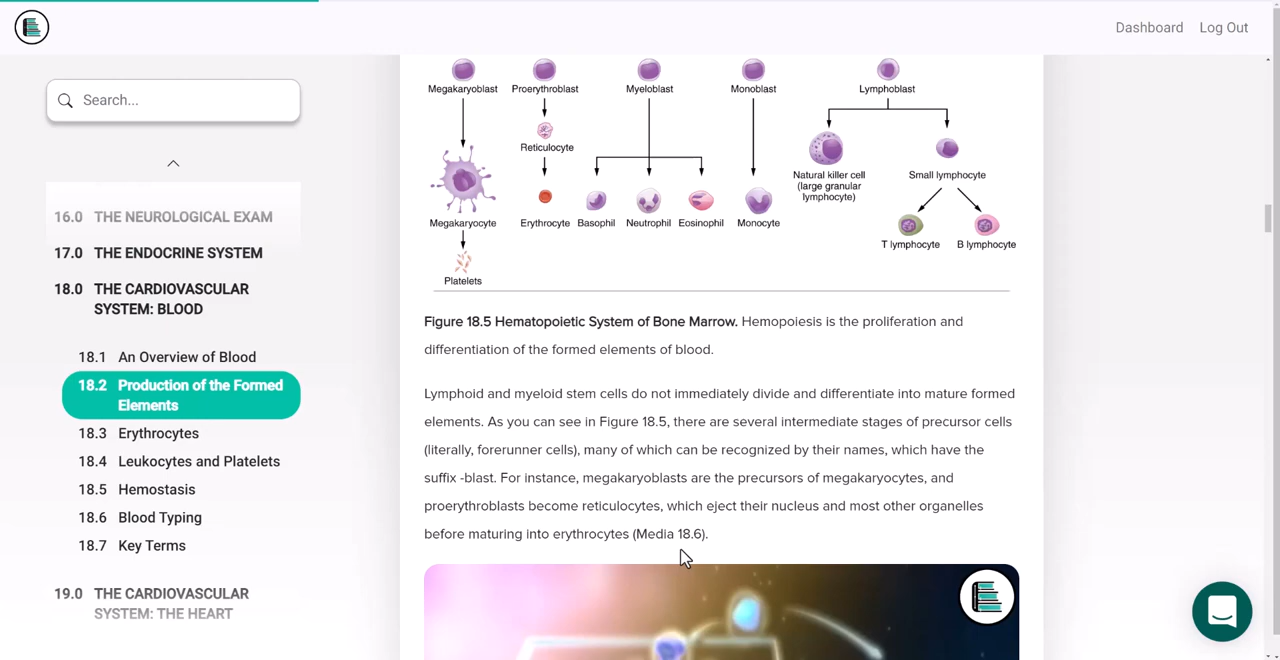 Dashboard Log Out
Search...
16.0 THE NEUROLOGICAL EXAM
17.0 THE ENDOCRINE SYSTEM
18.0 THE CARDIOVASCULAR
SYSTEM: BLOOD
18.1 An Overview of Blood
18.2 Production of the Formed
Elements
18.3 Erythrocytes
18.4 Leukocytes and Platelets
18.5 Hemostasis
18.6 Blood Typing
18.7 Key Terms
19.0 THE CARDIOVASCULAR
SYSTEM: THE HEART
Megakaryoblast Proerythroblast Myeloblast Monoblast Lymphoblast
Reticulocyte
Natural killer cell
(large granular
lymphocyte)
Small lymphocyte
Megakaryocyte Erythrocyte Basophil Neutrophil Eosinophil Monocyte
T lymphocyte B lymphocyte
Platelets
Figure 18.5 Hematopoietic System of Bone Marrow. Hemopoiesis is the proliferation and
differentiation of the formed elements of blood.
Lymphoid and myeloid stem cells do not immediately divide and differentiate into mature formed
elements. As you can see in Figure 18.5, there are several intermediate stages of precursor cells
(literally, forerunner cells), many of which can be recognized by their names, which have the
suffix -blast. For instance, megakaryoblasts are the precursors of megakaryocytes, and
proerythroblasts become reticulocytes, which eject their nucleus and most other organelles
before maturing into erythrocytes (Media 18.6).